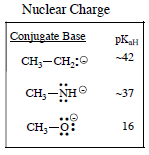 Nuclear Charge
Conjugate Base pKaH
CH₃—CH₂:⊖ ~42
CH₃—NH⊖ ~37
CH₃—O:⊖ 16